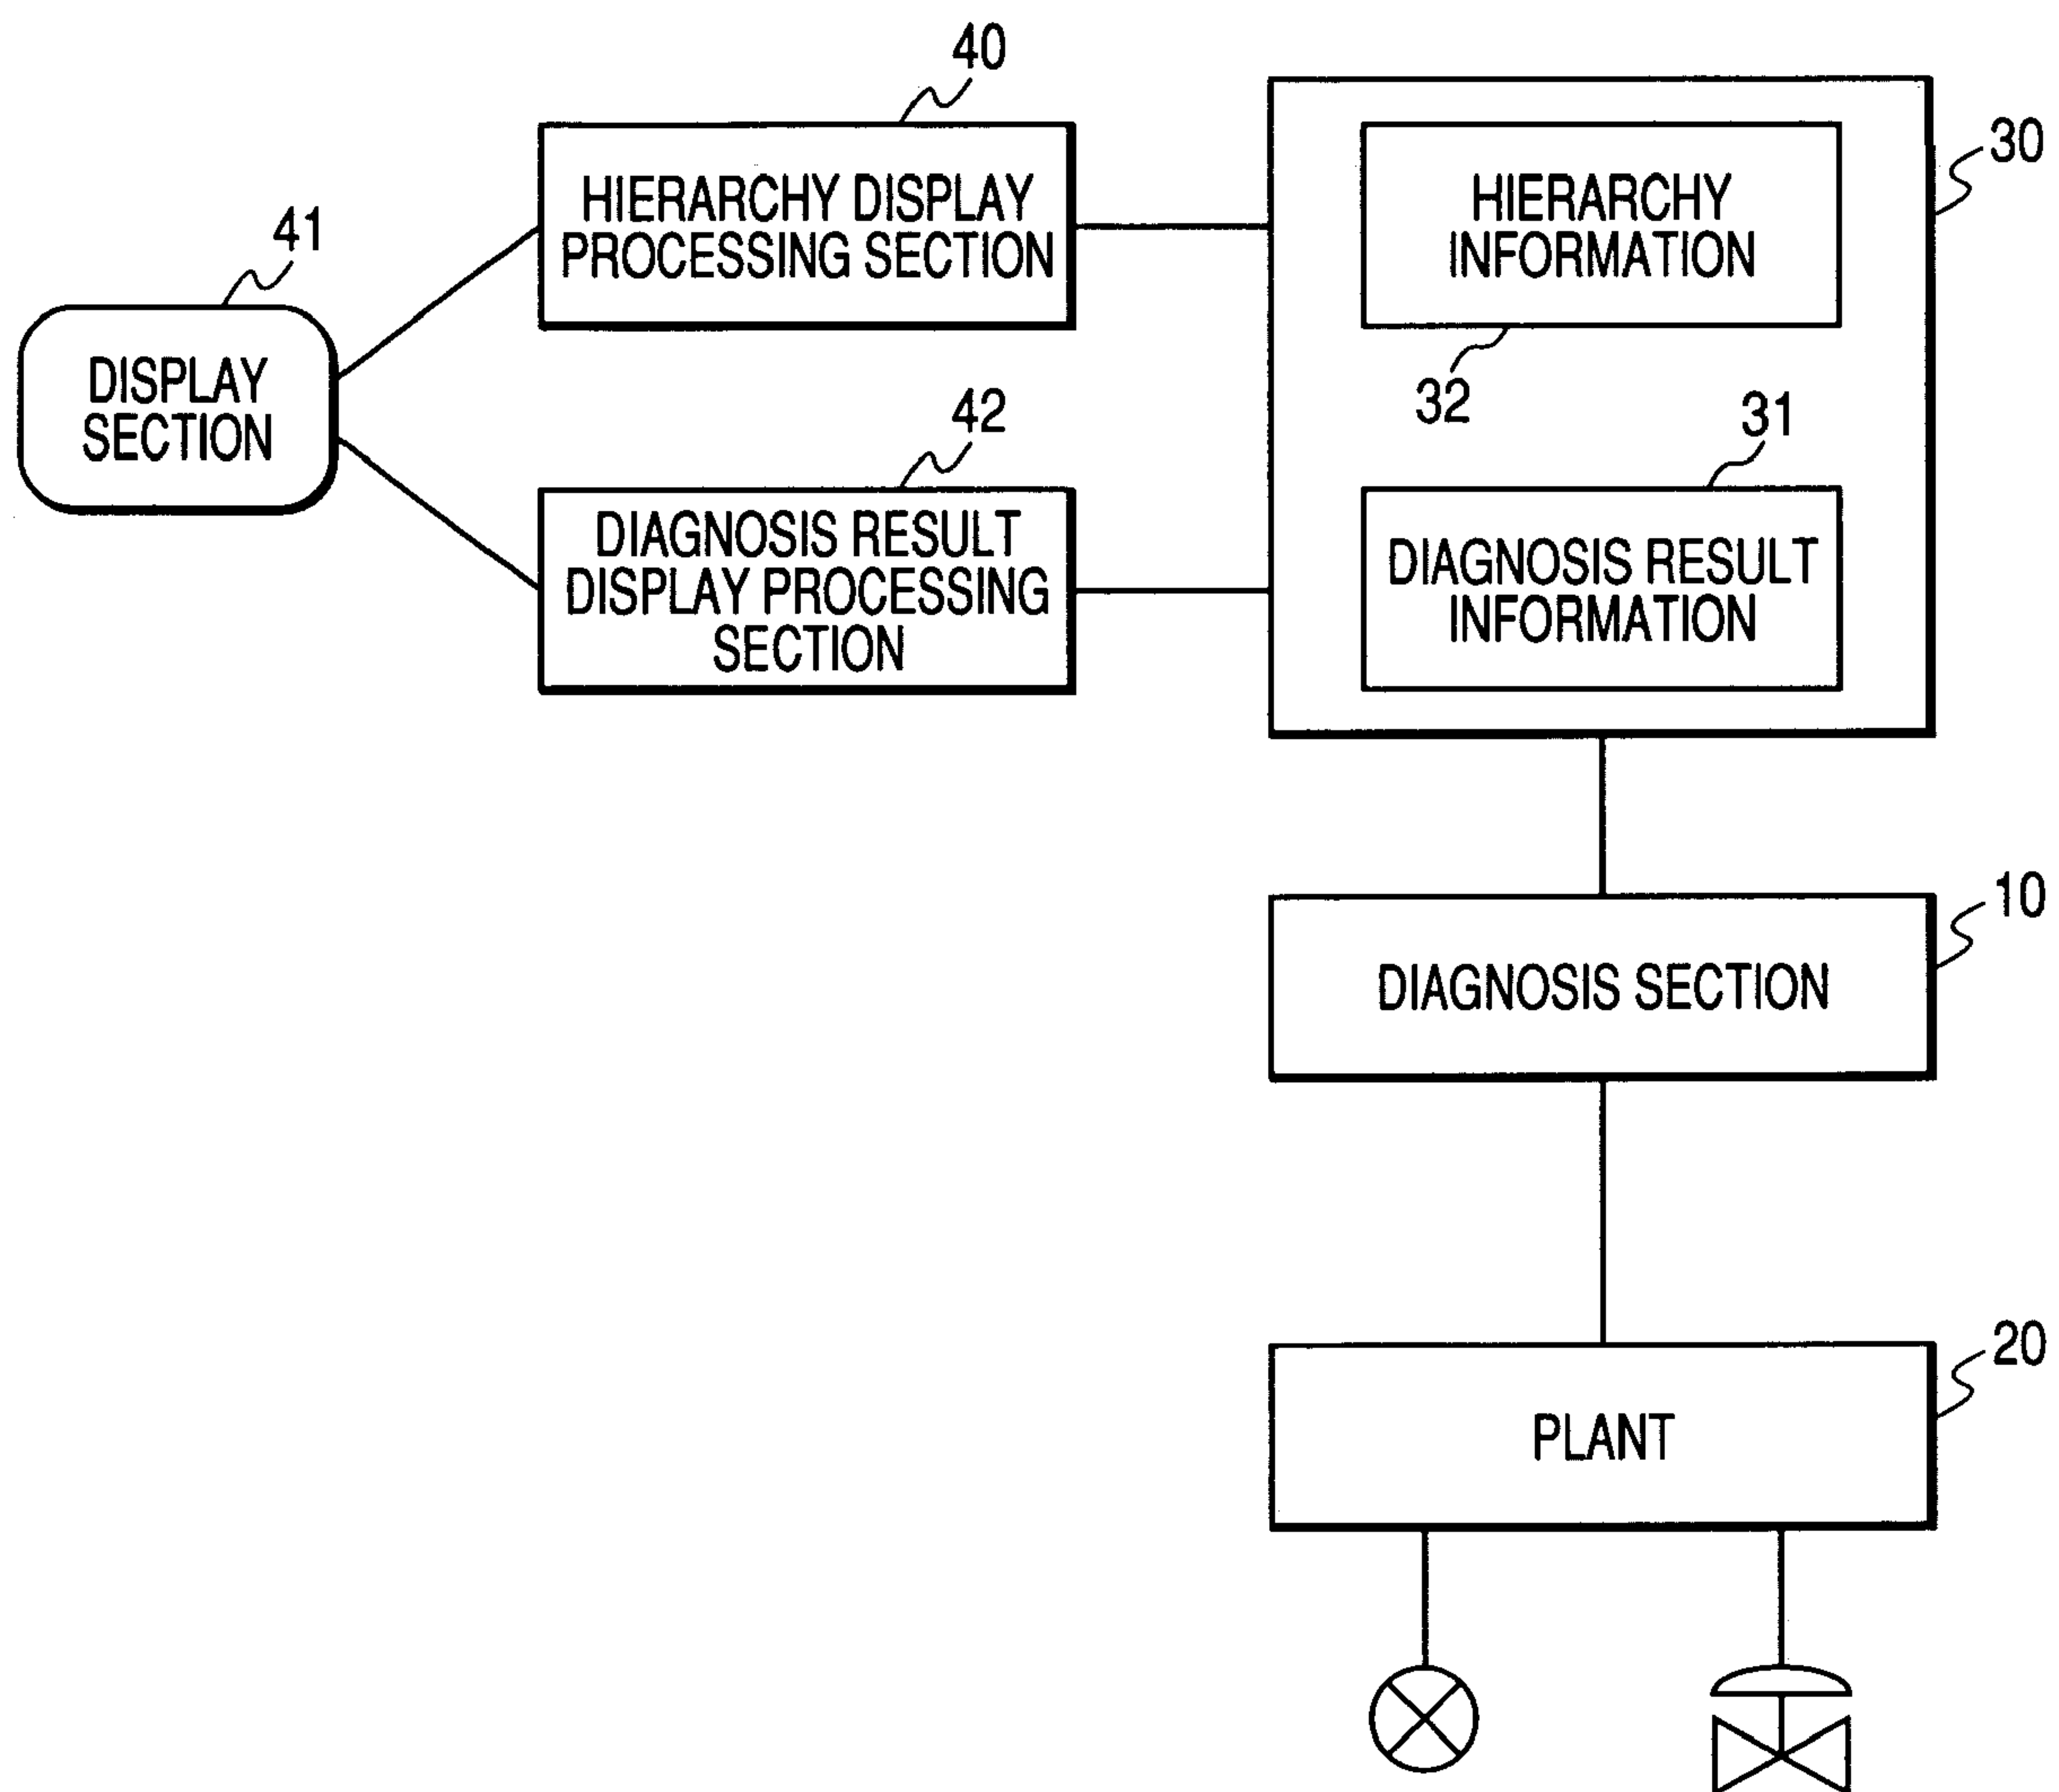 40
HIERARCHY DISPLAY
PROCESSING SECTION
30
HIERARCHY
INFORMATION
32
41
DISPLAY
SECTION
42
DIAGNOSIS RESULT
DISPLAY PROCESSING
SECTION
31
DIAGNOSIS RESULT
INFORMATION
10
DIAGNOSIS SECTION
20
PLANT